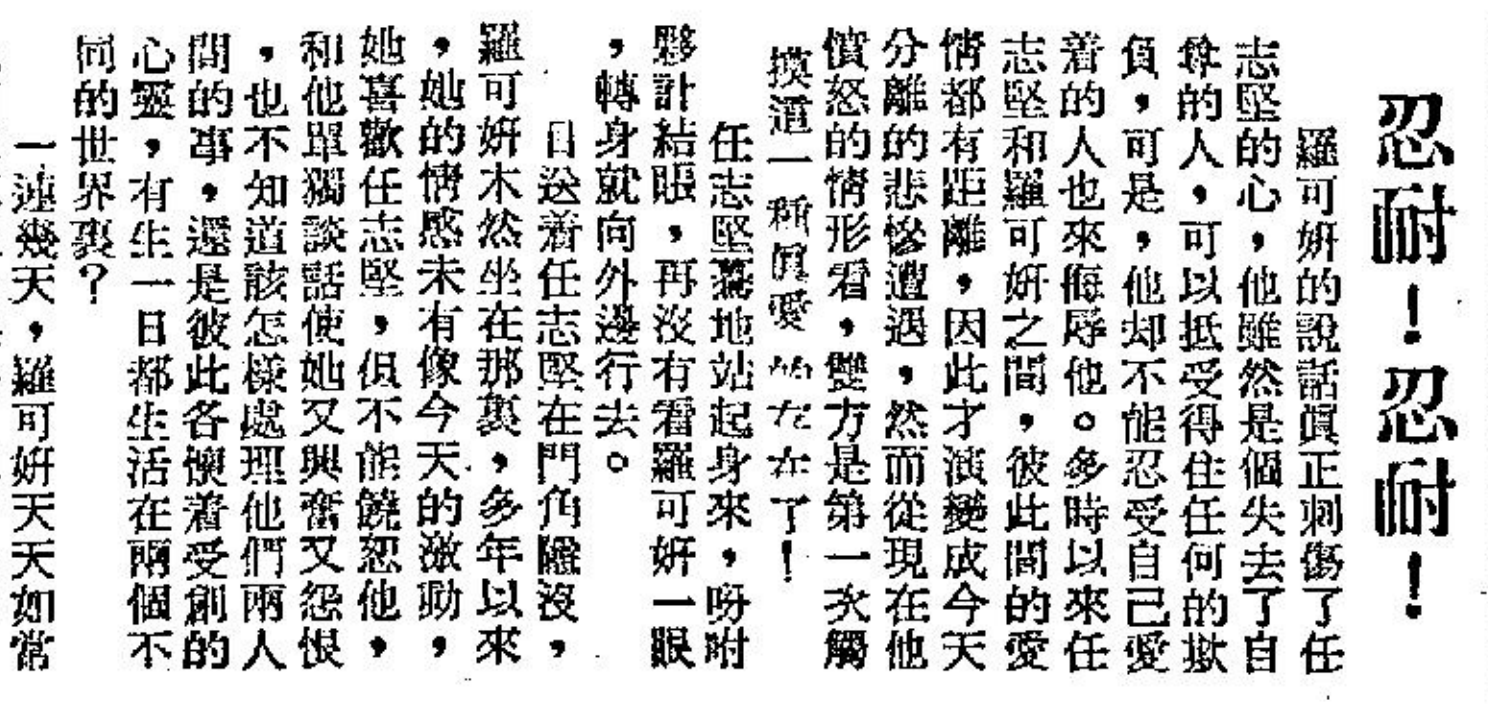 忍耐！忍耐！
羅可妍的說話眞正刺傷了任
志堅的心，他雖然是個失去了自
尊的人，可以抵受得住任何的欺
負，可是，他却不能忍受自己愛
着的人也來侮辱他。多時以來任
志堅和羅可妍之間，彼此間的愛
情都有距離，因此才演變成今天
分離的悲慘遭遇，然而從現在他
憤怒的情形看，雙方是第一次觸
摸這一種眞愛的存在了！
任志堅驀地站起身來，吩咐
夥計結賬，再沒有看羅可妍一眼
，轉身就向外邊行去。
目送着任志堅在門角隱沒，
羅可妍木然坐在那裏，多年以來
，她的情感未有像今天的激動，
她喜歡任志堅，但不能饒恕他，
和他單獨談話使她又興奮又怨恨
，也不知道該怎樣處理他們兩人
間的事，還是彼此各懷着受創的
心靈，有生一日都生活在兩個不
同的世界裏？
一連幾天，羅可妍天天如常